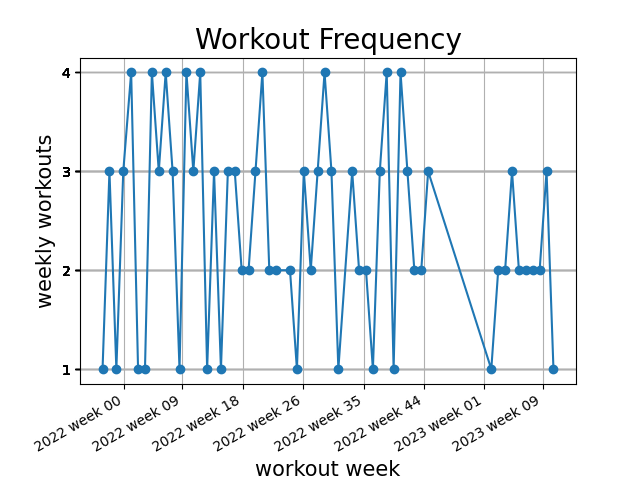 Workout Frequency
weekly workouts
4
3
2
1
2022 week 00
2022 week 09
2022 week 18
2022 week 26
2022 week 35
2022 week 44
2023 week 01
2023 week 09
workout week